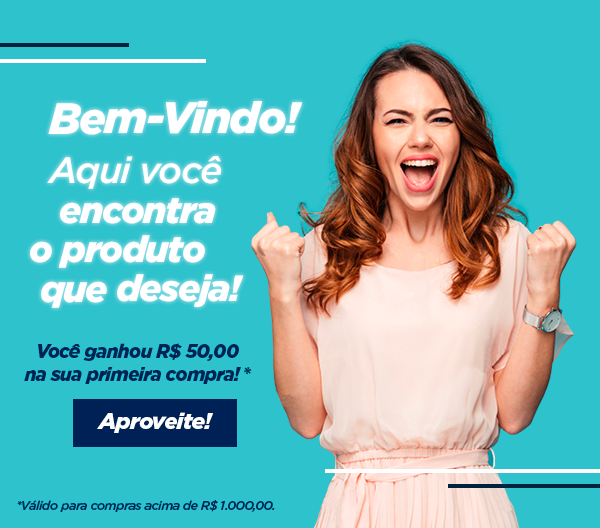 Bem-Vindo!
Aqui você
encontra
o produto
que deseja!
Você ganhou R$ 50,00
na sua primeira compra! *
Aproveite!
*Válido para compras acima de R$ 1.000,00.